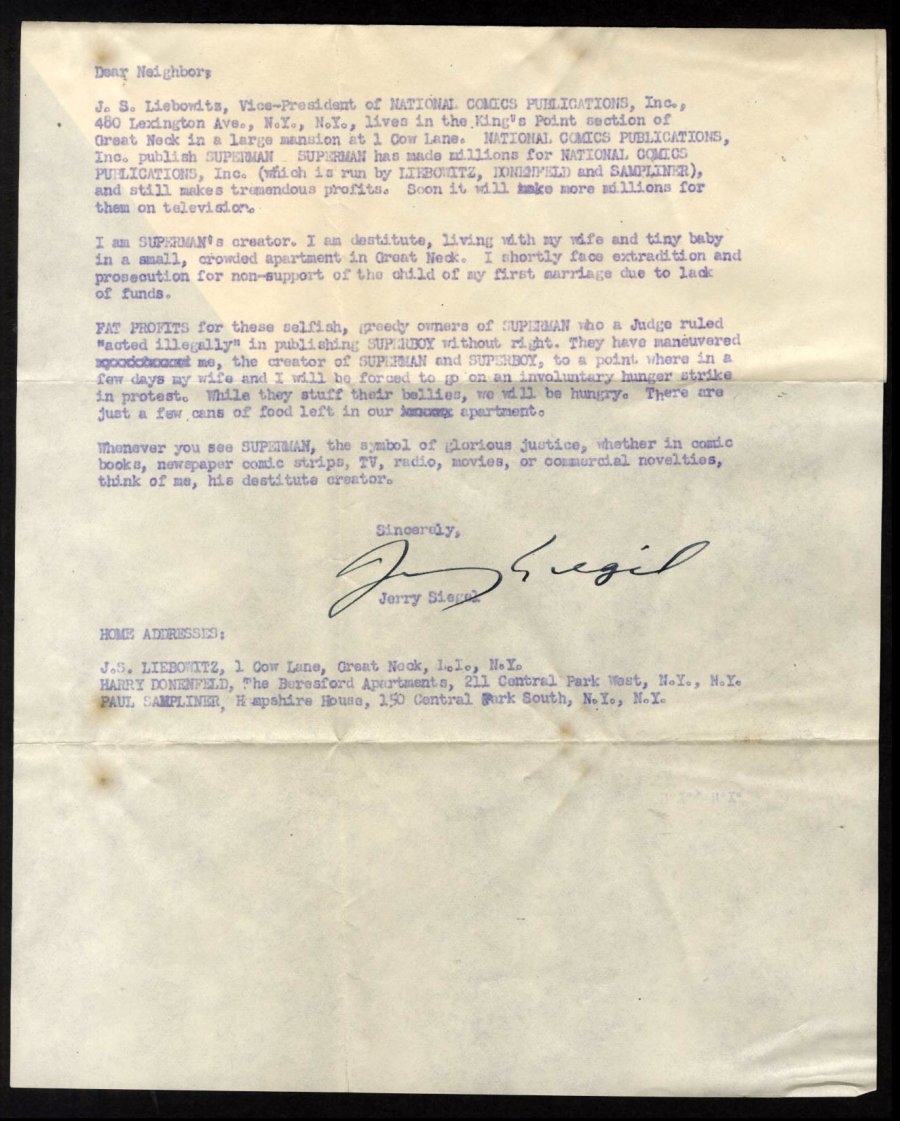 Dear Neighbor;
J. S. Liebowitz, Vice-President of NATIONAL COMICS PUBLICATIONS, Inc.,
480 Lexington Ave., N.Y., N.Y., lives in the King's Point section of
Great Neck in a large mansion at 1 Cow Lane. NATIONAL COMICS PUBLICATIONS,
Inc. publish SUPERMAN SUPERMAN has made millions for NATIONAL COMICS
PUBLICATIONS, Inc. (which is run by LIEBOWITZ, DONENFELD and SAMPLINER),
and still makes tremendous profits. Soon it will make more millions for
them on television.
I am SUPERMAN's creator. I am destitute, living with my wife and tiny baby
in a small, crowded apartment in Great Neck. I shortly face extradition and
prosecution for non-support of the child of my first marriage due to lack
of funds.
FAT PROFITS for these selfish, greedy owners of SUPERMAN who a Judge ruled
"acted illegally" in publishing SUPERBOY without right. They have maneuvered
me, the creator of SUPERMAN and SUPERBOY, to a point where in a
few days my wife and I will be forced to go on an involuntary hunger strike
in protest. While they stuff their bellies, we will be hungry. There are
just a few cans of food left in our apartment.
Whenever you see SUPERMAN, the symbol of glorious justice, whether in comic
books, newspaper comic strips, TV, radio, movies, or commercial novelties,
think of me, his destitute creator.
Sincerely,
Jerry Siegel
Jerry Siegel
HOME ADDRESSES:
J.S. LIEBOWITZ, 1 Cow Lane, Great Neck, L.I., N.Y.
HARRY DONENFELD, The Beresford Apartments, 211 Central Park West, N.Y., N.Y.
PAUL SAMPLINER, Hampshire House, 150 Central Park South, N.Y., N.Y.